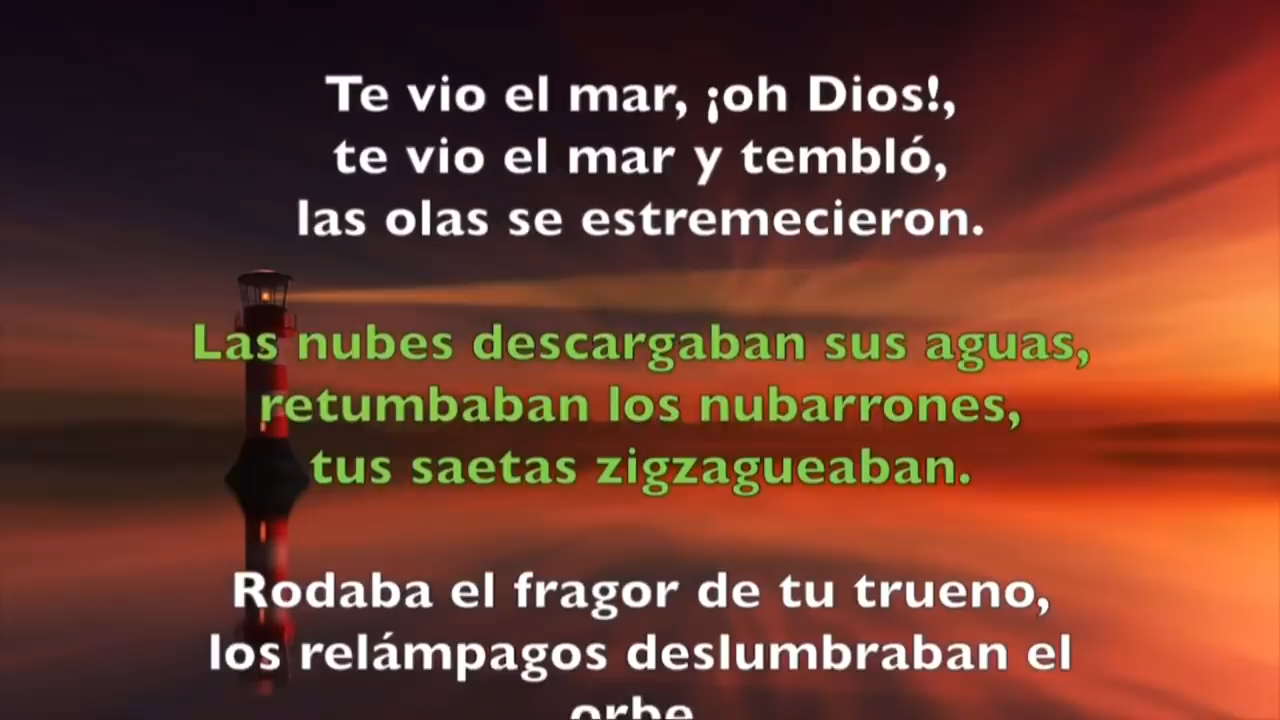 Te vio el mar, ¡oh Dios!,
te vio el mar y tembló,
las olas se estremecieron.
Las nubes descargaban sus aguas,
retumbaban los nubarrones,
tus saetas zigzagueaban.
Rodaba el fragor de tu trueno,
los relámpagos deslumbraban el
orbe